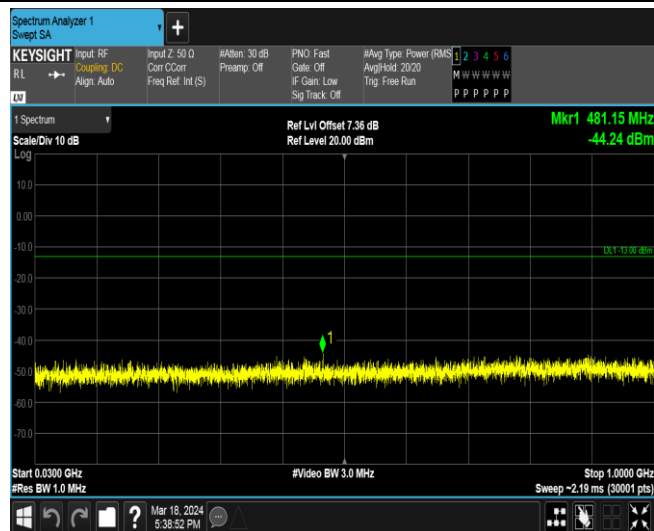 Spectrum Analyzer 1
Swept SA
+
KEYSIGHT Input: RF Input Z: 50 Ω #Atten: 30 dB PNO: Fast #Avg Type: Power (RMS 1 2 3 4 5 6
RL Coupling: DC Corr CCorr Preamp: Off Gate: Off Avg|Hold: 20/20 M W W W W W
Align: Auto Freq Ref: Int (S) IF Gain: Low Trig: Free Run P P P P P P
LXI Sig Track: Off
1 Spectrum Ref Lvl Offset 7.36 dB Mkr1 481.15 MHz
Scale/Div 10 dB Ref Level 20.00 dBm -44.24 dBm
Log
10.0
0.00
-10.0 DL1 -13.00 dBm
-20.0
-30.0
1
-40.0
-50.0
-60.0
-70.0
Start 0.0300 GHz #Video BW 3.0 MHz Stop 1.0000 GHz
#Res BW 1.0 MHz Sweep ~2.19 ms (30001 pts)
? Mar 18, 2024
5:38:52 PM